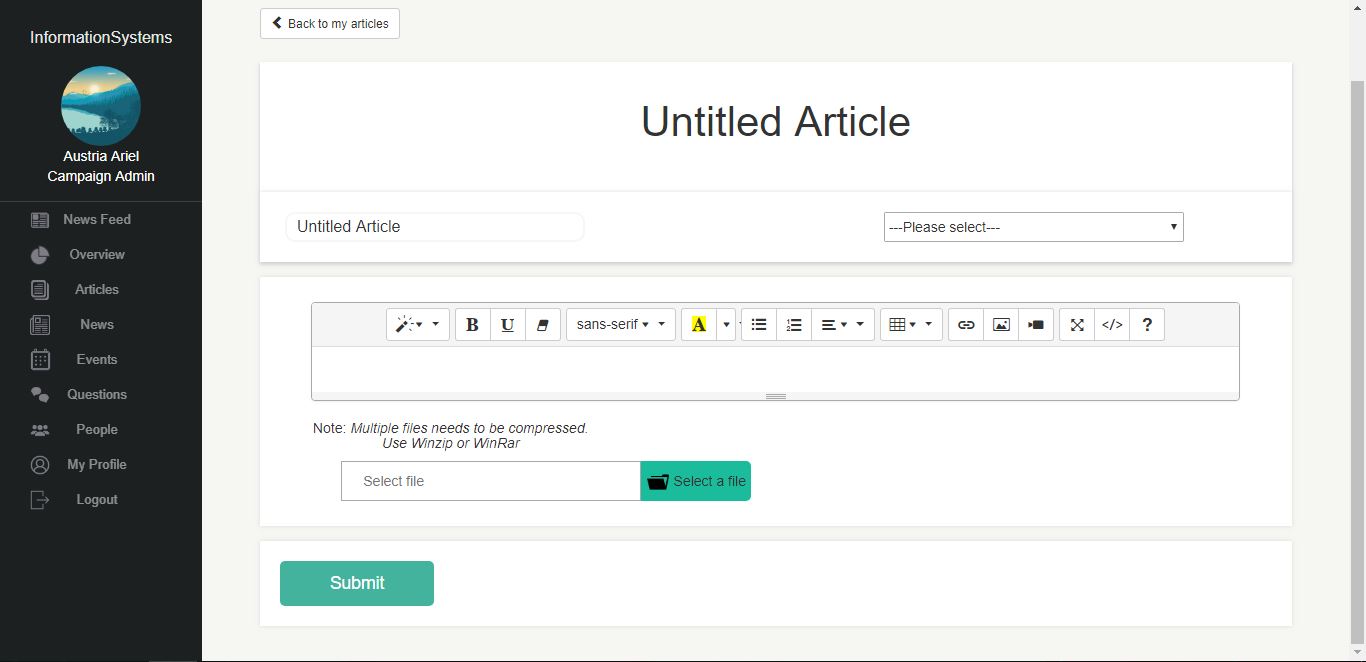 InformationSystems
Austria Ariel
Campaign Admin
News Feed
Overview
Articles
News
Events
Questions
People
My Profile
Logout
Back to my articles
Untitled Article
Untitled Article
---Please select---
B U sans-serif A </> ?
Note: Multiple files needs to be compressed.
Use Winzip or WinRar
Select file
Select a file
Submit